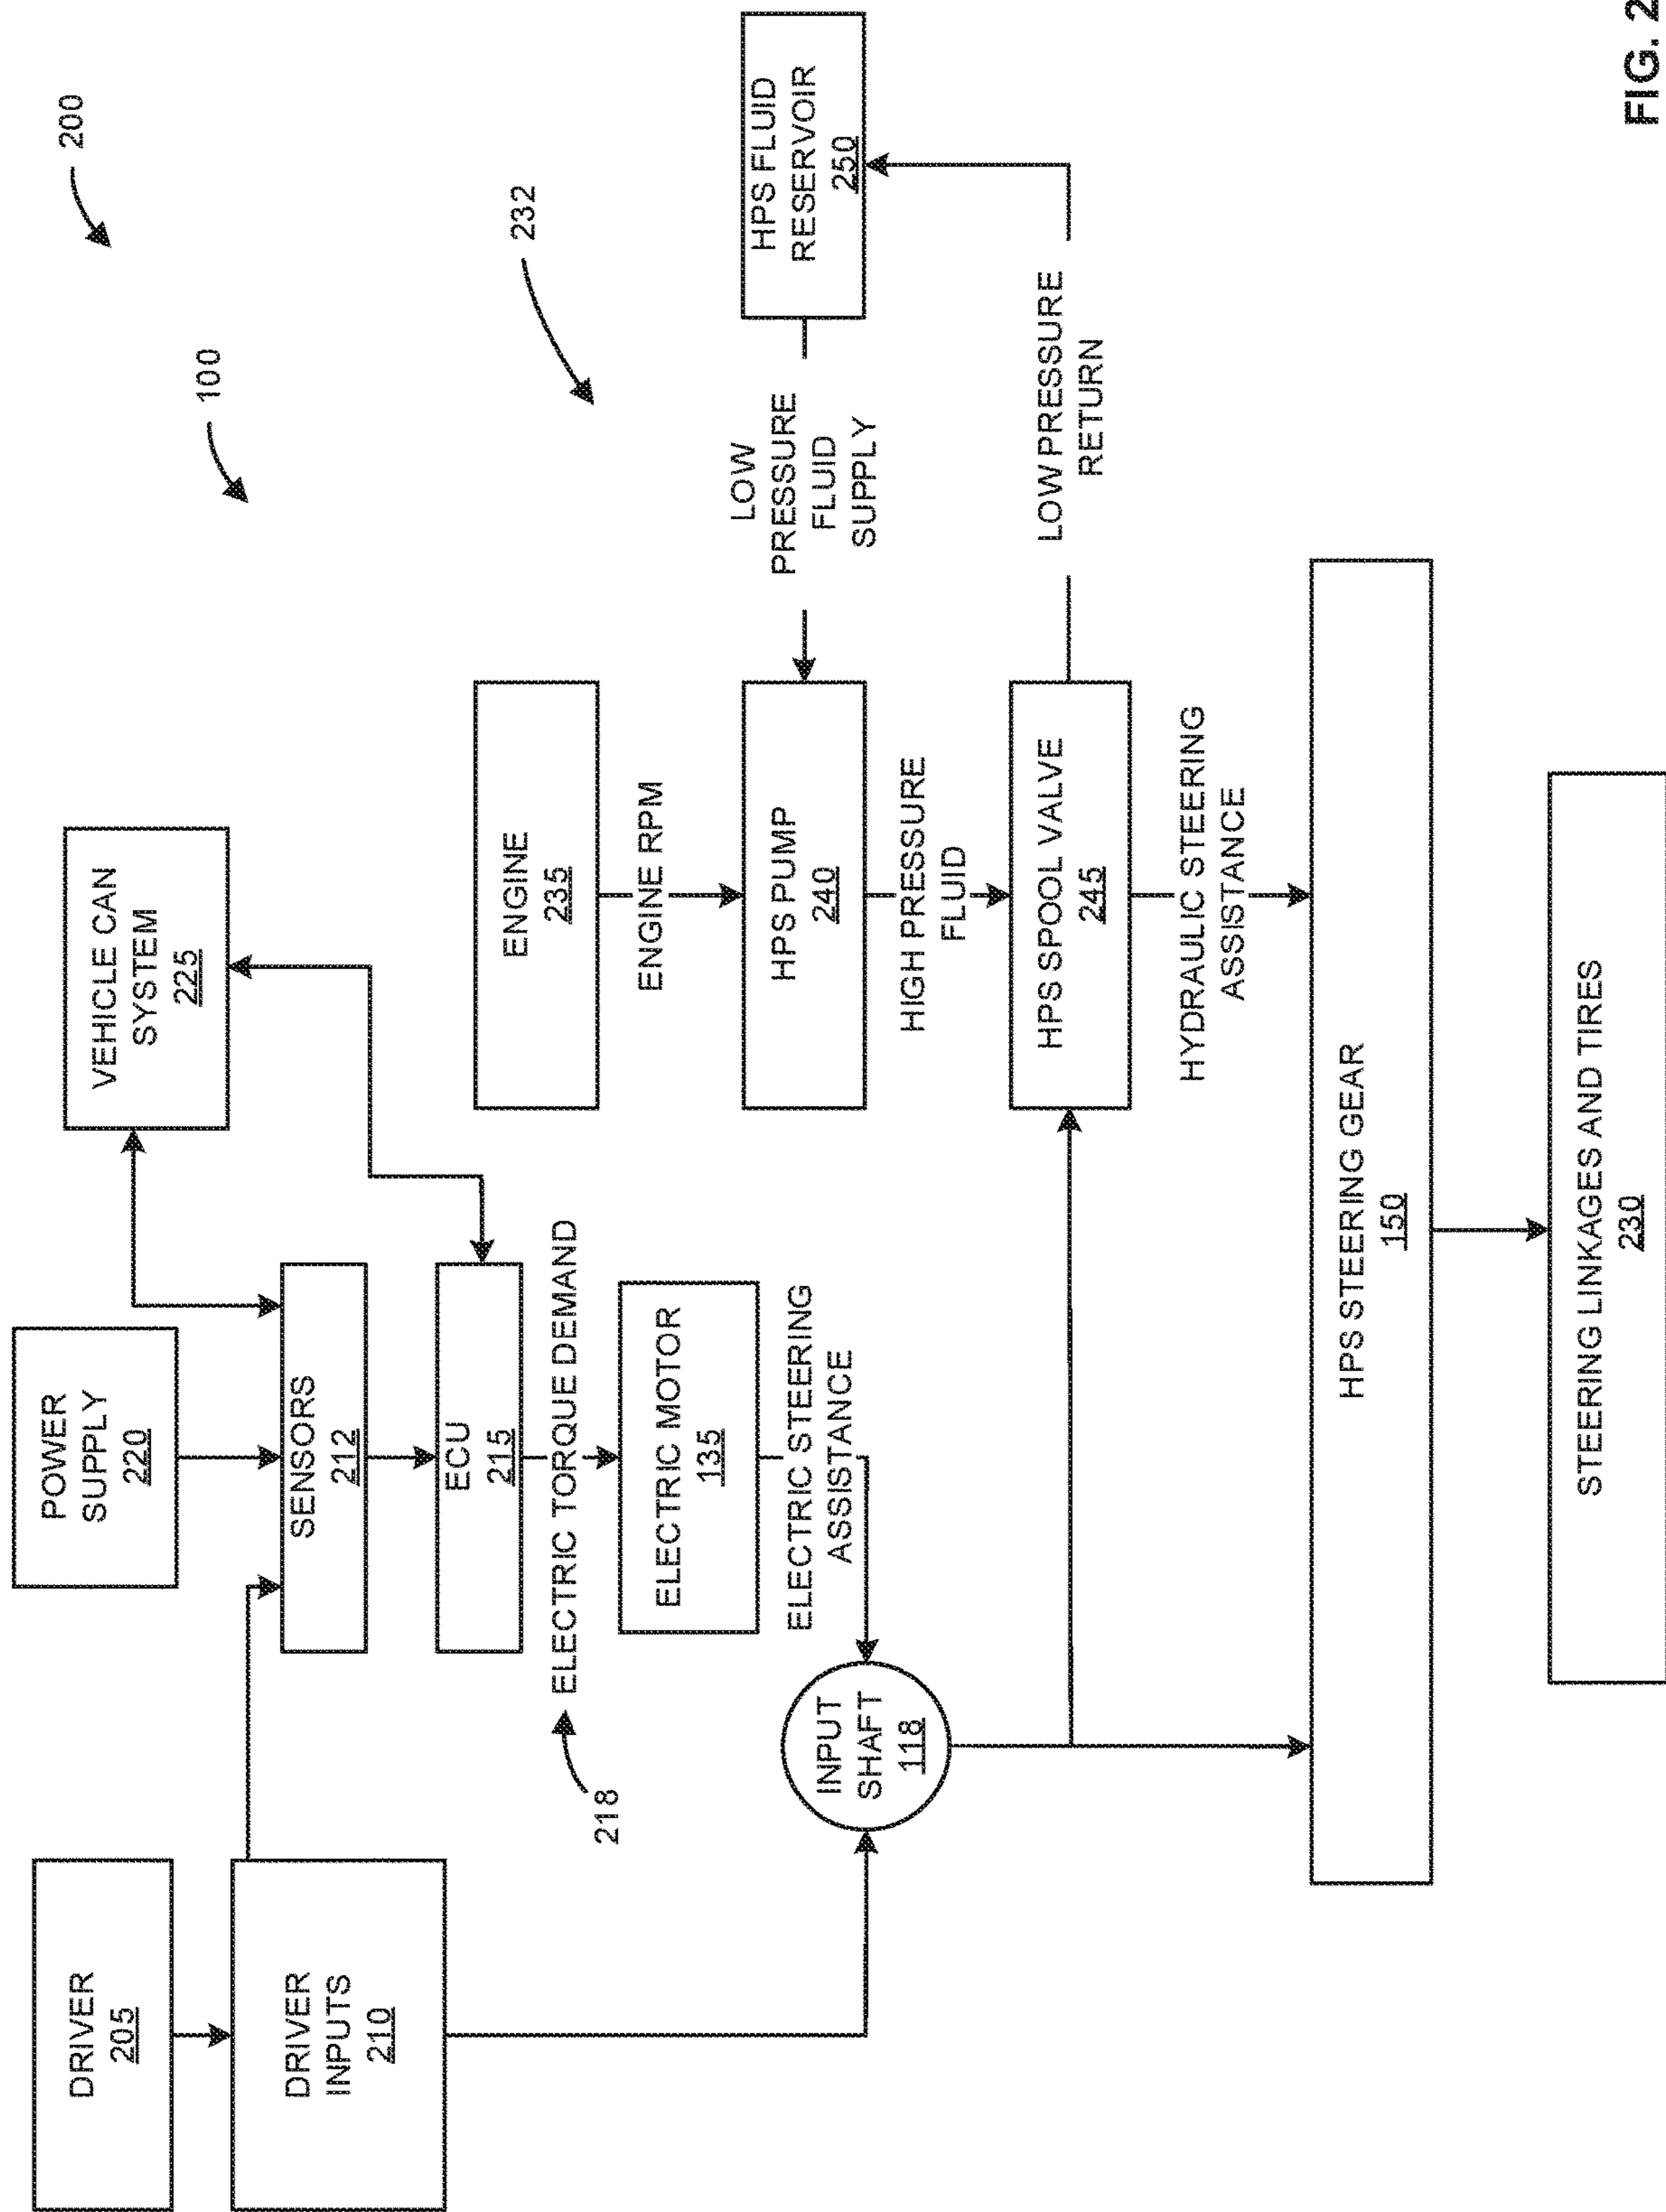 200
100
232
DRIVER
205
POWER
SUPPLY
220
VEHICLE CAN
SYSTEM
225
DRIVER
INPUTS
210
SENSORS
212
ECU
215
ELECTRIC TORQUE DEMAND
218
ELECTRIC MOTOR
135
ELECTRIC STEERING
ASSISTANCE
INPUT
SHAFT
118
ENGINE
235
ENGINE RPM
HPS PUMP
240
LOW
PRESSURE
FLUID
SUPPLY
HPS FLUID
RESERVOIR
250
HIGH PRESSURE
FLUID
HPS SPOOL VALVE
245
LOW PRESSURE
RETURN
HYDRAULIC STEERING
ASSISTANCE
HPS STEERING GEAR
150
STEERING LINKAGES AND TIRES
230
FIG. 2